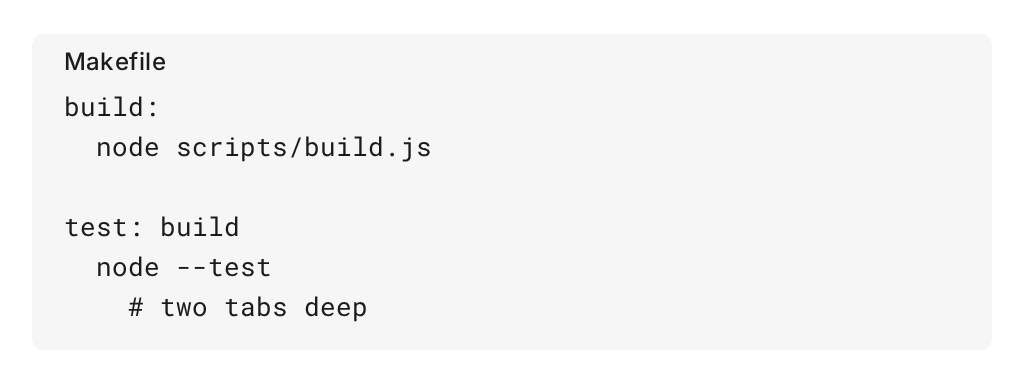 Makefile
build:
	node scripts/build.js

test: build
	node --test
		# two tabs deep